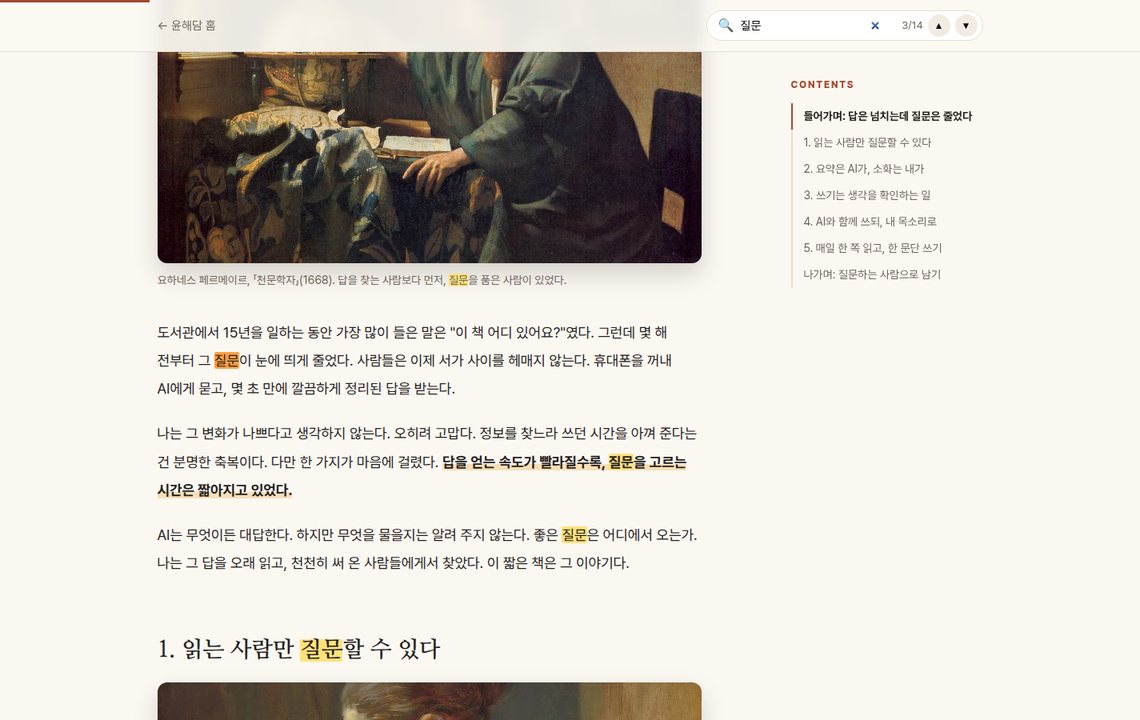 ← 윤해담 홈
🔍 질문 × 3/14 ▲ ▼
요하네스 페르메이르, 「천문학자」(1668). 답을 찾는 사람보다 먼저, 질문을 품은 사람이 있었다.
도서관에서 15년을 일하는 동안 가장 많이 들은 말은 "이 책 어디 있어요?"였다. 그런데 몇 해
전부터 그 질문이 눈에 띄게 줄었다. 사람들은 이제 서가 사이를 헤매지 않는다. 휴대폰을 꺼내
AI에게 묻고, 몇 초 만에 깔끔하게 정리된 답을 받는다.
나는 그 변화가 나쁘다고 생각하지 않는다. 오히려 고맙다. 정보를 찾느라 쓰던 시간을 아껴 준다는
건 분명한 축복이다. 다만 한 가지가 마음에 걸렸다. 답을 얻는 속도가 빨라질수록, 질문을 고르는
시간은 짧아지고 있었다.
AI는 무엇이든 대답한다. 하지만 무엇을 물을지는 알려 주지 않는다. 좋은 질문은 어디에서 오는가.
나는 그 답을 오래 읽고, 천천히 써 온 사람들에게서 찾았다. 이 짧은 책은 그 이야기다.
1. 읽는 사람만 질문할 수 있다
CONTENTS
들어가며: 답은 넘치는데 질문은 줄었다
1. 읽는 사람만 질문할 수 있다
2. 요약은 AI가, 소화는 내가
3. 쓰기는 생각을 확인하는 일
4. AI와 함께 쓰되, 내 목소리로
5. 매일 한 쪽 읽고, 한 문단 쓰기
나가며: 질문하는 사람으로 남기